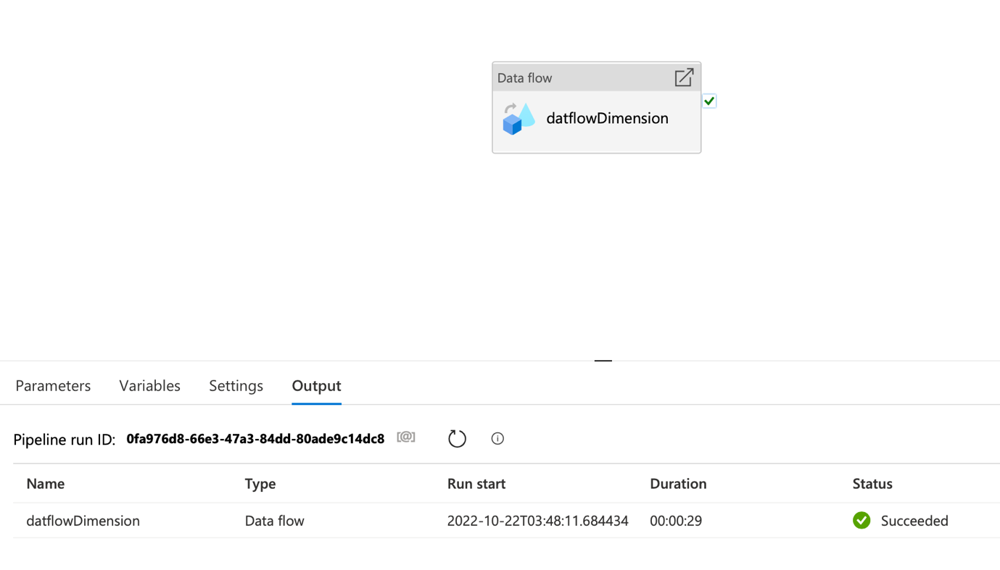 Data flow
datflowDimension
Parameters Variables Settings Output
Pipeline run ID: 0fa976d8-66e3-47a3-84dd-80ade9c14dc8 [@]
Name Type Run start Duration Status
datflowDimension Data flow 2022-10-22T03:48:11.684434 00:00:29 Succeeded